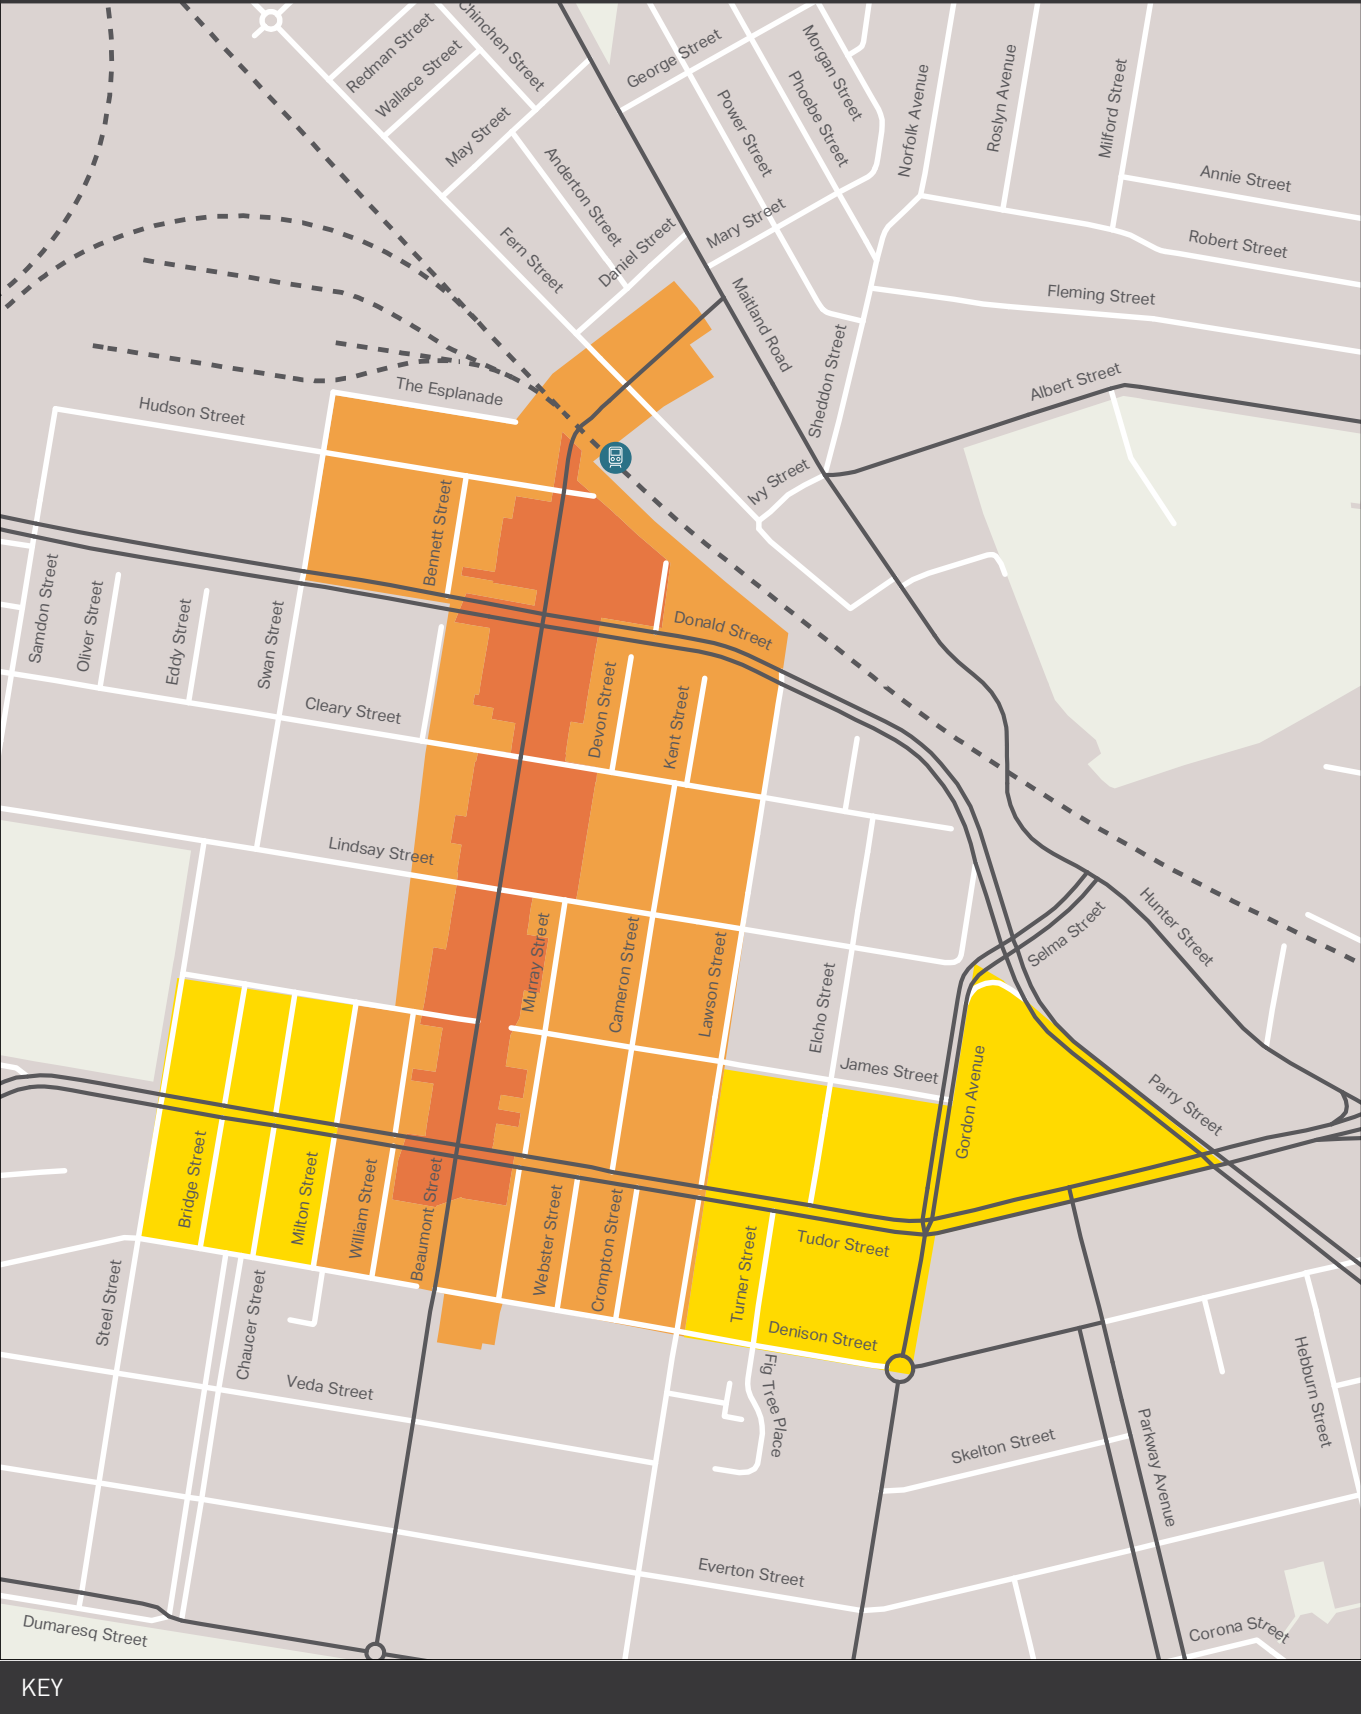 Redman Street
Wallace Street
Chinchen Street
George Street
Morgan Street
Power Street
Phoebe Street
Norfolk Avenue
Roslyn Avenue
Milford Street
May Street
Anderton Street
Annie Street
Fern Street
Daniel Street
Mary Street
Robert Street
Maitland Road
Fleming Street
Sheddon Street
The Esplanade
Hudson Street
Albert Street
Ivy Street
Bennett Street
Samdon Street
Oliver Street
Eddy Street
Swan Street
Donald Street
Devon Street
Kent Street
Cleary Street
Lindsay Street
Murray Street
Cameron Street
Lawson Street
Elcho Street
Selma Street
Hunter Street
James Street
Gordon Avenue
Parry Street
Bridge Street
Milton Street
William Street
Beaumont Street
Webster Street
Crompton Street
Turner Street
Tudor Street
Steel Street
Chaucer Street
Denison Street
Veda Street
Fig Tree Place
Hebburn Street
Skelton Street
Parkway Avenue
Everton Street
Dumaresq Street
Corona Street
KEY